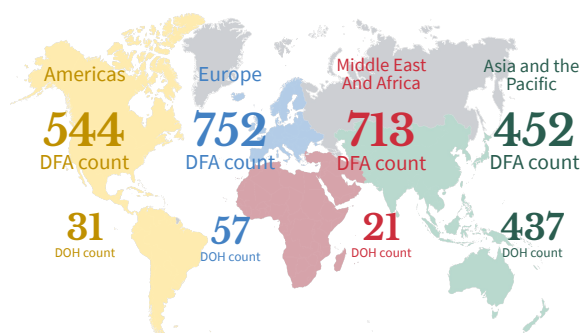 Americas
544
DFA count
31
DOH count
Europe
752
DFA count
57
DOH count
Middle East
And Africa
713
DFA count
21
DOH count
Asia and the
Pacific
452
DFA count
437
DOH count